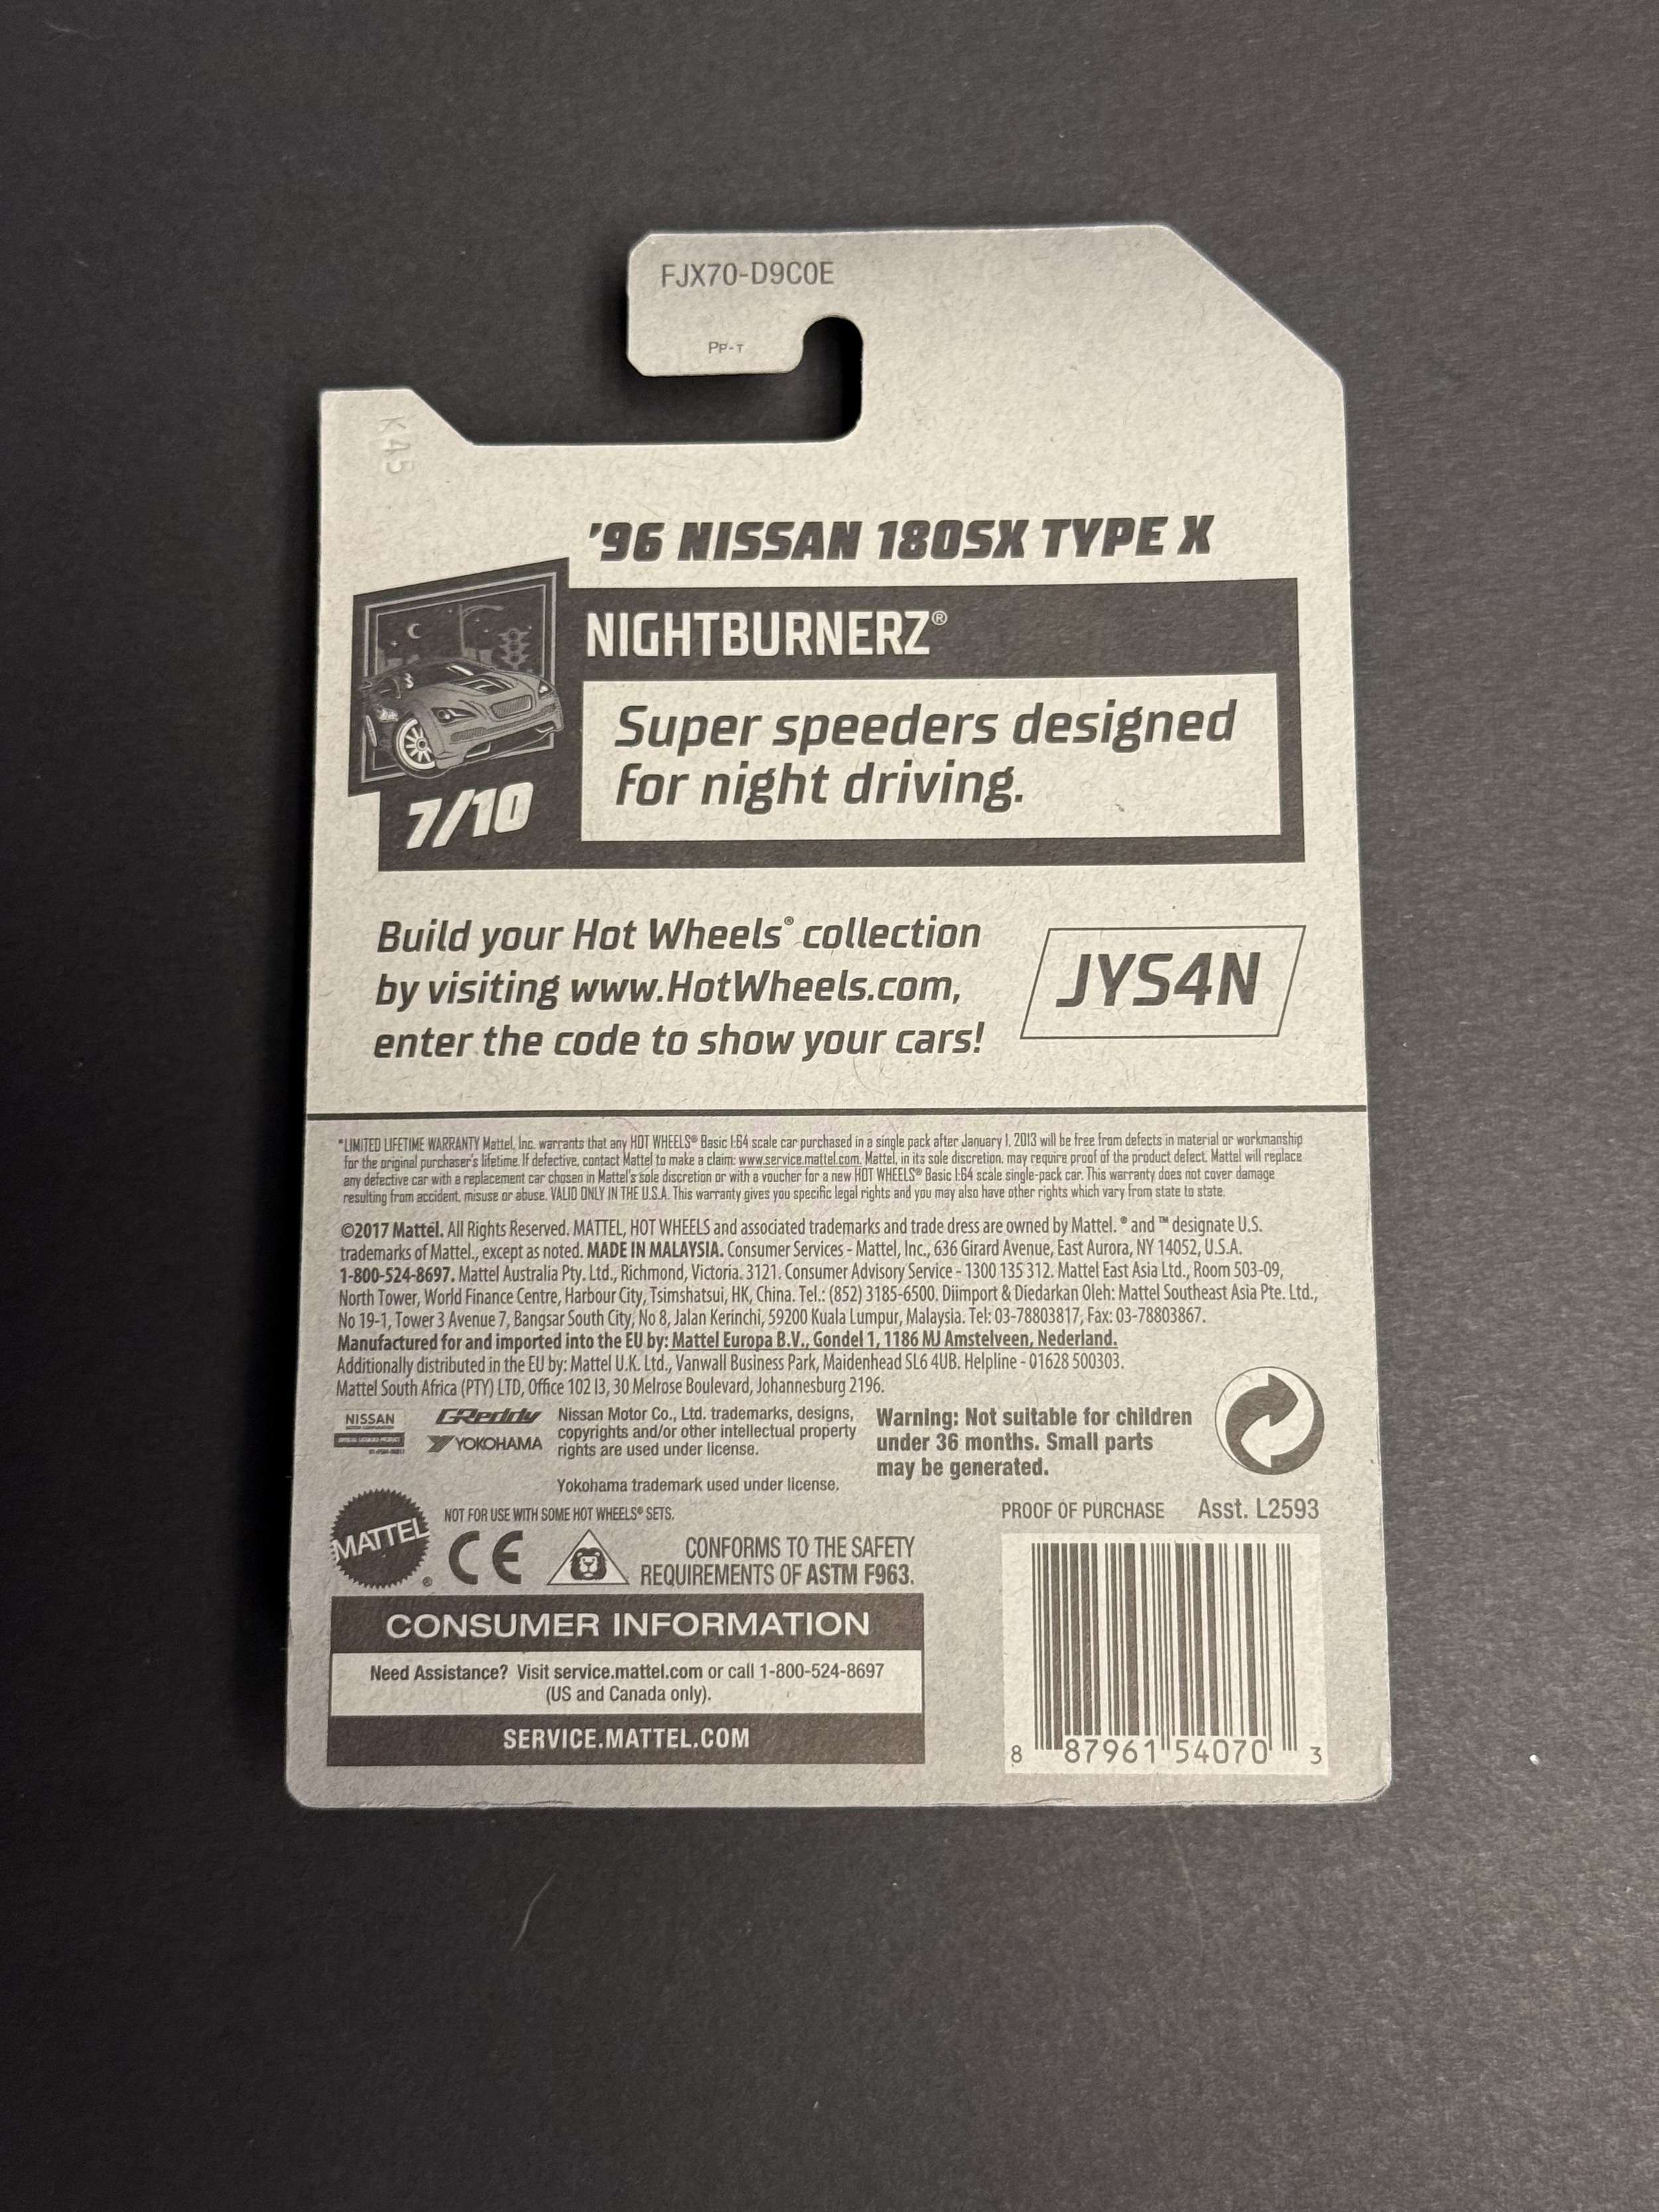 FJX70-D9C0E
PP-T
K45
'96 NISSAN 180SX TYPE X
NIGHTBURNERZ®
Super speeders designed
for night driving.
7/10
Build your Hot Wheels® collection
by visiting www.HotWheels.com,
enter the code to show your cars!
JYS4N
*LIMITED LIFETIME WARRANTY Mattel, Inc. warrants that any HOT WHEELS® Basic 1:64 scale car purchased in a single pack after January 1, 2013 will be free from defects in material or workmanship
for the original purchaser's lifetime. If defective, contact Mattel to make a claim: www.service.mattel.com. Mattel, in its sole discretion, may require proof of the product defect. Mattel will replace
any defective car with a replacement car chosen in Mattel's sole discretion or with a voucher for a new HOT WHEELS® Basic 1:64 scale single-pack car. This warranty does not cover damage
resulting from accident, misuse or abuse. VALID ONLY IN THE U.S.A. This warranty gives you specific legal rights and you may also have other rights which vary from state to state.
©2017 Mattel. All Rights Reserved. MATTEL, HOT WHEELS and associated trademarks and trade dress are owned by Mattel. ® and ™ designate U.S.
trademarks of Mattel., except as noted. MADE IN MALAYSIA. Consumer Services - Mattel, Inc., 636 Girard Avenue, East Aurora, NY 14052, U.S.A.
1-800-524-8697. Mattel Australia Pty. Ltd., Richmond, Victoria. 3121. Consumer Advisory Service - 1300 135 312. Mattel East Asia Ltd., Room 503-09,
North Tower, World Finance Centre, Harbour City, Tsimshatsui, HK, China. Tel.: (852) 3185-6500. Diimport & Diedarkan Oleh: Mattel Southeast Asia Pte. Ltd.,
No 19-1, Tower 3 Avenue 7, Bangsar South City, No 8, Jalan Kerinchi, 59200 Kuala Lumpur, Malaysia. Tel: 03-78803817, Fax: 03-78803867.
Manufactured for and imported into the EU by: Mattel Europa B.V., Gondel 1, 1186 MJ Amstelveen, Nederland.
Additionally distributed in the EU by: Mattel U.K. Ltd., Vanwall Business Park, Maidenhead SL6 4UB. Helpline - 01628 500303.
Mattel South Africa (PTY) LTD, Office 102 I3, 30 Melrose Boulevard, Johannesburg 2196.
NISSAN
GReddy
YOKOHAMA
Nissan Motor Co., Ltd. trademarks, designs,
copyrights and/or other intellectual property
rights are used under license.
Yokohama trademark used under license.
Warning: Not suitable for children
under 36 months. Small parts
may be generated.
MATTEL®
NOT FOR USE WITH SOME HOT WHEELS® SETS.
CE
CONFORMS TO THE SAFETY
REQUIREMENTS OF ASTM F963.
PROOF OF PURCHASE Asst. L2593
CONSUMER INFORMATION
Need Assistance? Visit service.mattel.com or call 1-800-524-8697
(US and Canada only).
SERVICE.MATTEL.COM
8 87961 54070 3